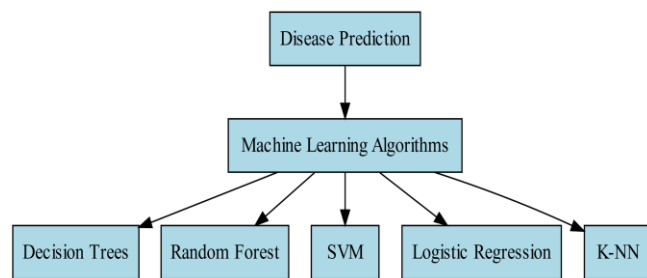 Disease Prediction
Machine Learning Algorithms
Decision Trees
Random Forest
SVM
Logistic Regression
K-NN